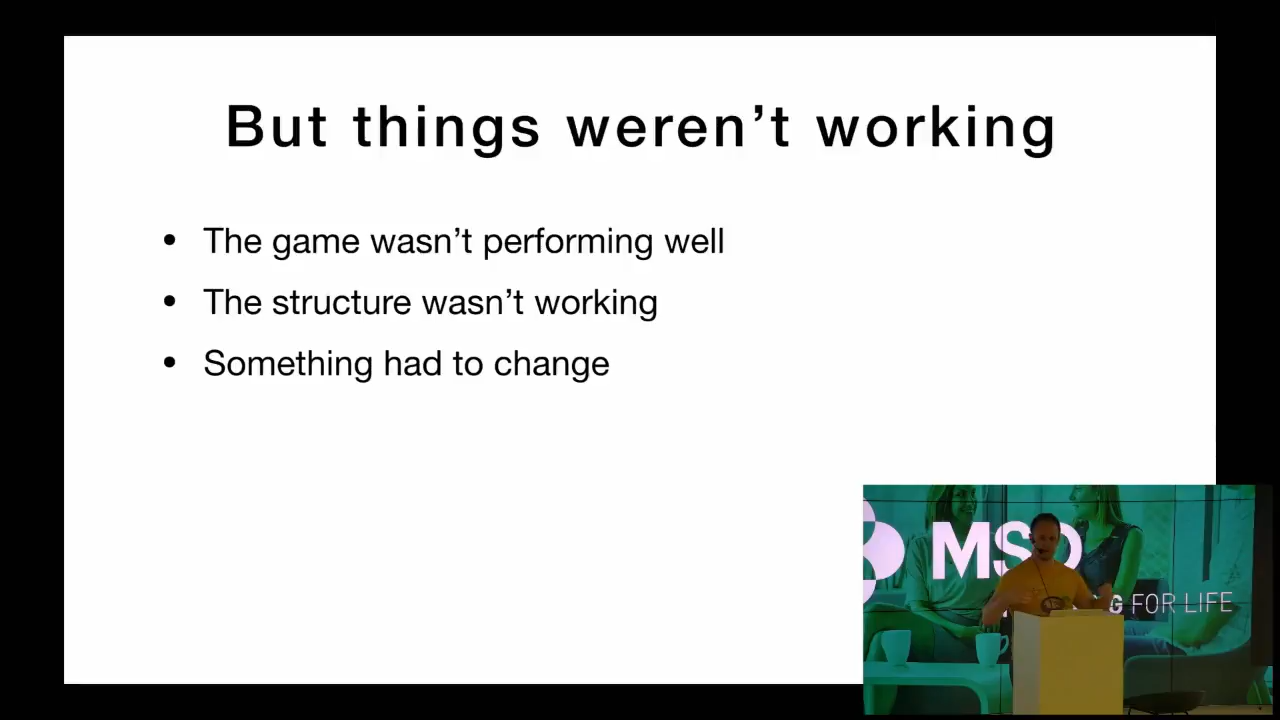 But things weren’t working
• The game wasn’t performing well
• The structure wasn’t working
• Something had to change
MSD
G FOR LIFE